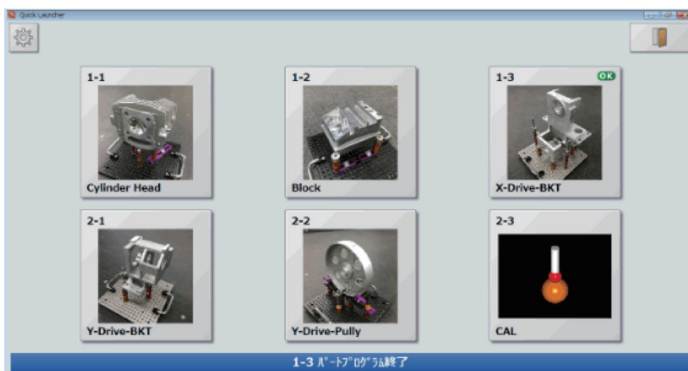 Quick Launcher
1-1
1-2
1-3 OK
Cylinder Head
Block
X-Drive-BKT
2-1
2-2
2-3
Y-Drive-BKT
Y-Drive-Pully
CAL
1-3 ﾊﾟｰﾄﾌﾟﾛｸﾞﾗﾑ終了